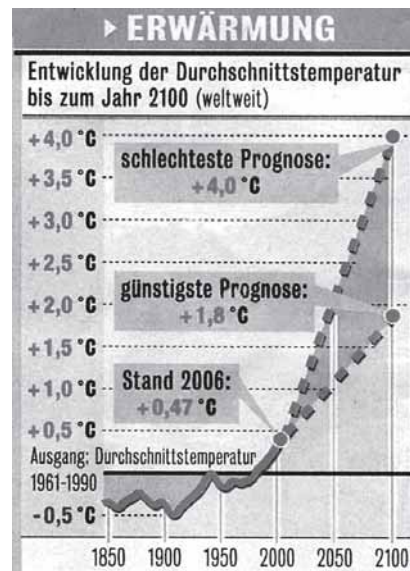 ▸ ERWÄRMUNG
Entwicklung der Durchschnittstemperatur
bis zum Jahr 2100 (weltweit)
+4,0 °C
schlechteste Prognose:
+4,0 °C
+3,5 °C
+3,0 °C
+2,5 °C
günstigste Prognose:
+1,8 °C
+2,0 °C
+1,5 °C
Stand 2006:
+0,47 °C
+1,0 °C
+0,5 °C
Ausgang: Durchschnittstemperatur
1961-1990
-0,5 °C
1850 1900 1950 2000 2050 2100